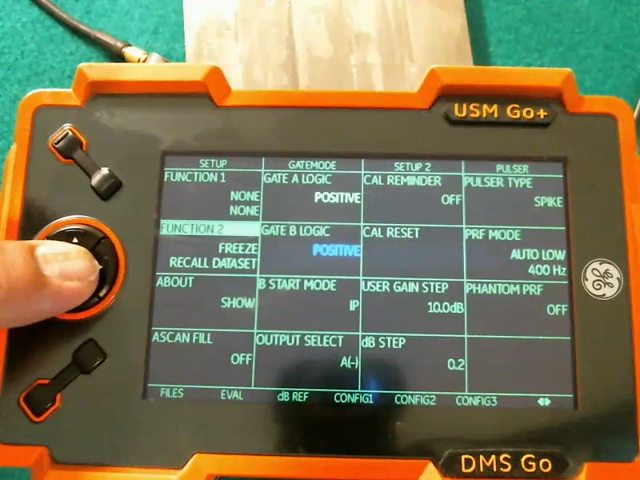 USM Go+
SETUP GATEMODE SETUP 2 PULSER
FUNCTION 1 GATE A LOGIC CAL REMINDER PULSER TYPE
NONE POSITIVE OFF SPIKE
NONE
FUNCTION 2 GATE B LOGIC CAL RESET PRF MODE
FREEZE POSITIVE AUTO LOW
RECALL DATASET 400 Hz
ABOUT B START MODE USER GAIN STEP PHANTOM PRF
SHOW IP 10.0dB OFF
ASCAN FILL OUTPUT SELECT dB STEP
OFF A(-) 0.2
FILES EVAL dB REF CONFIG1 CONFIG2 CONFIG3
DMS Go